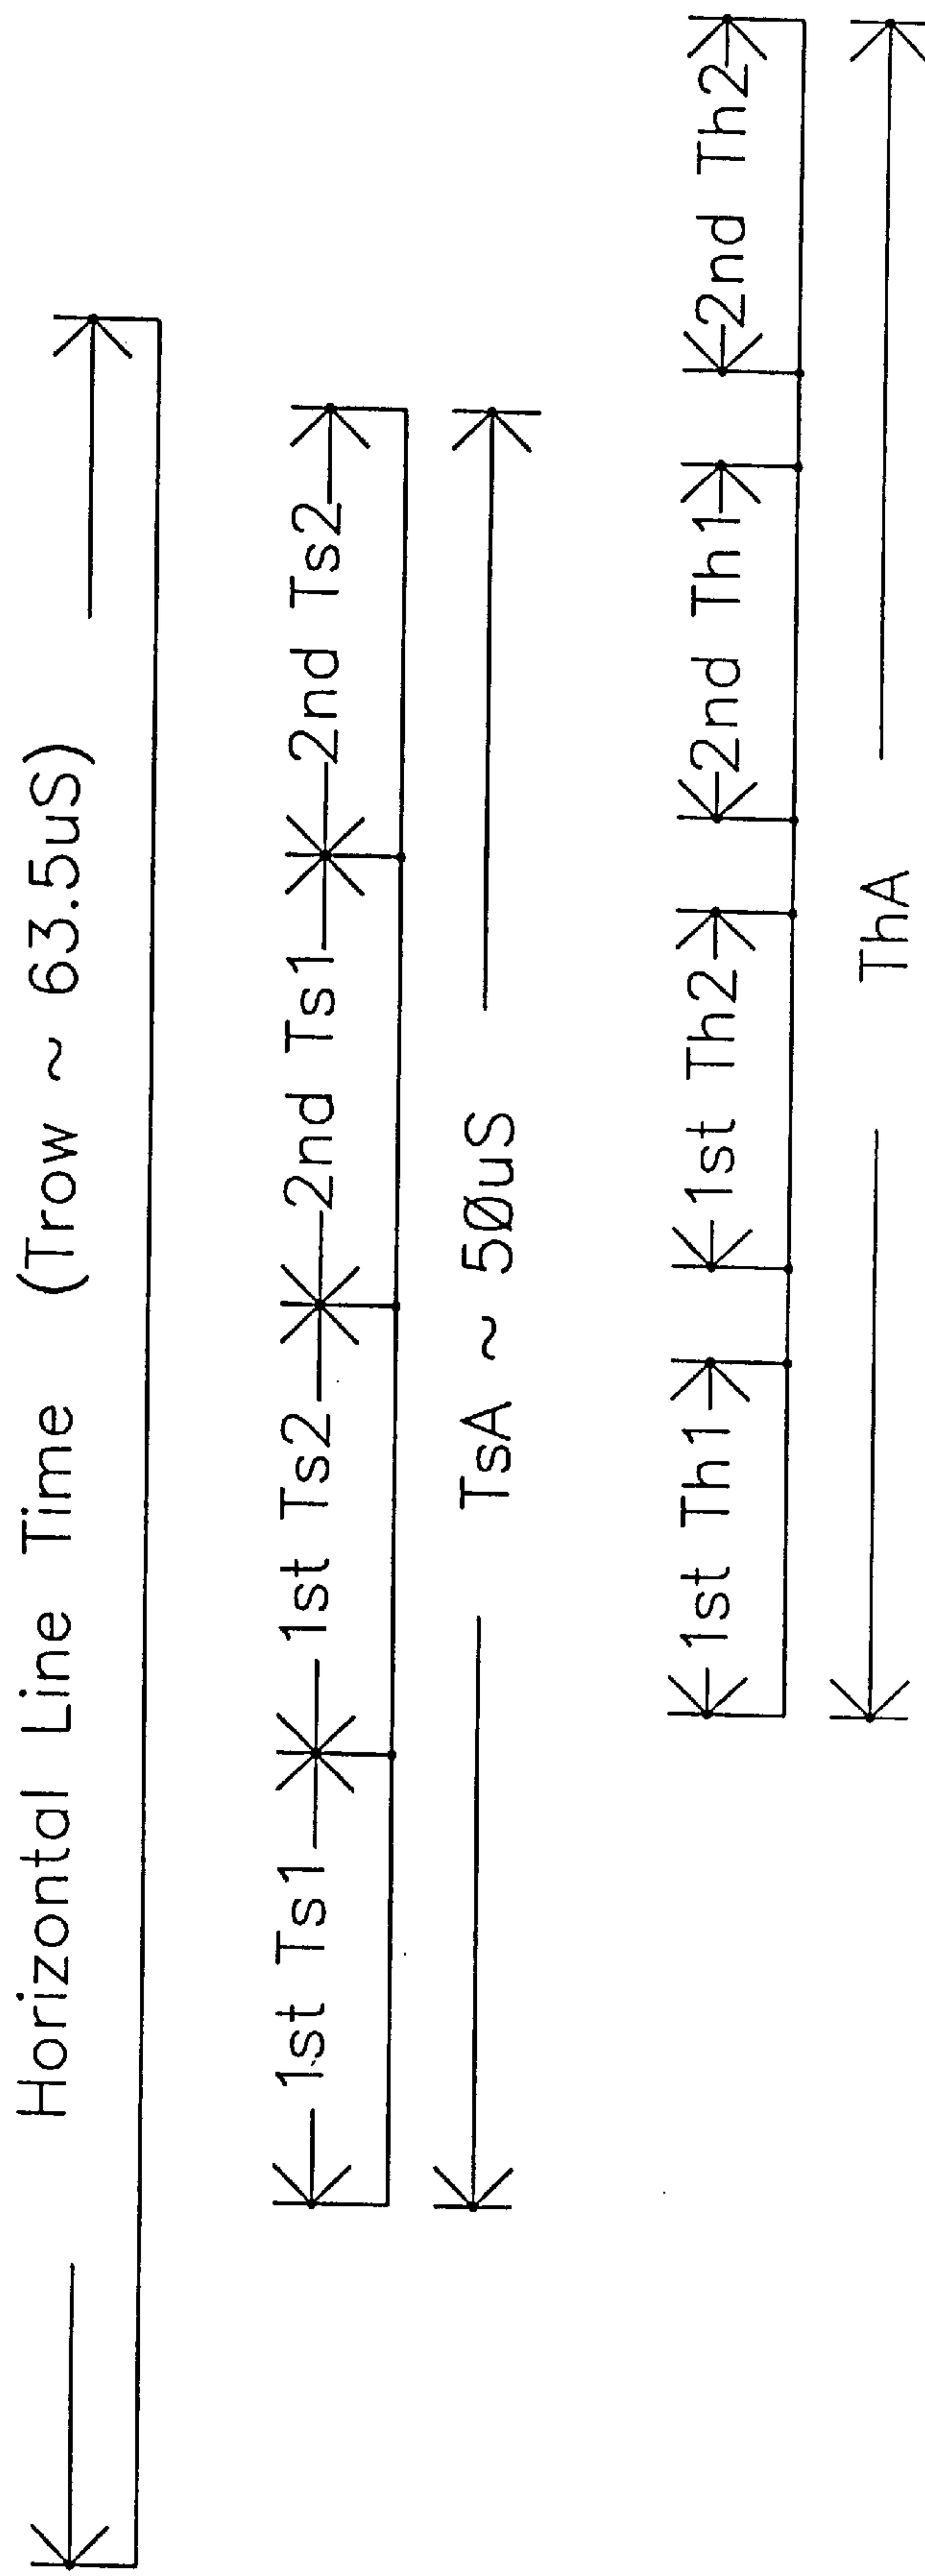 Horizontal Line Time (Trow ~ 63.5uS)
1st Ts1 1st Ts2 2nd Ts1 2nd Ts2
TsA ~ 50uS
1st Th1 1st Th2 2nd Th1 2nd Th2
ThA